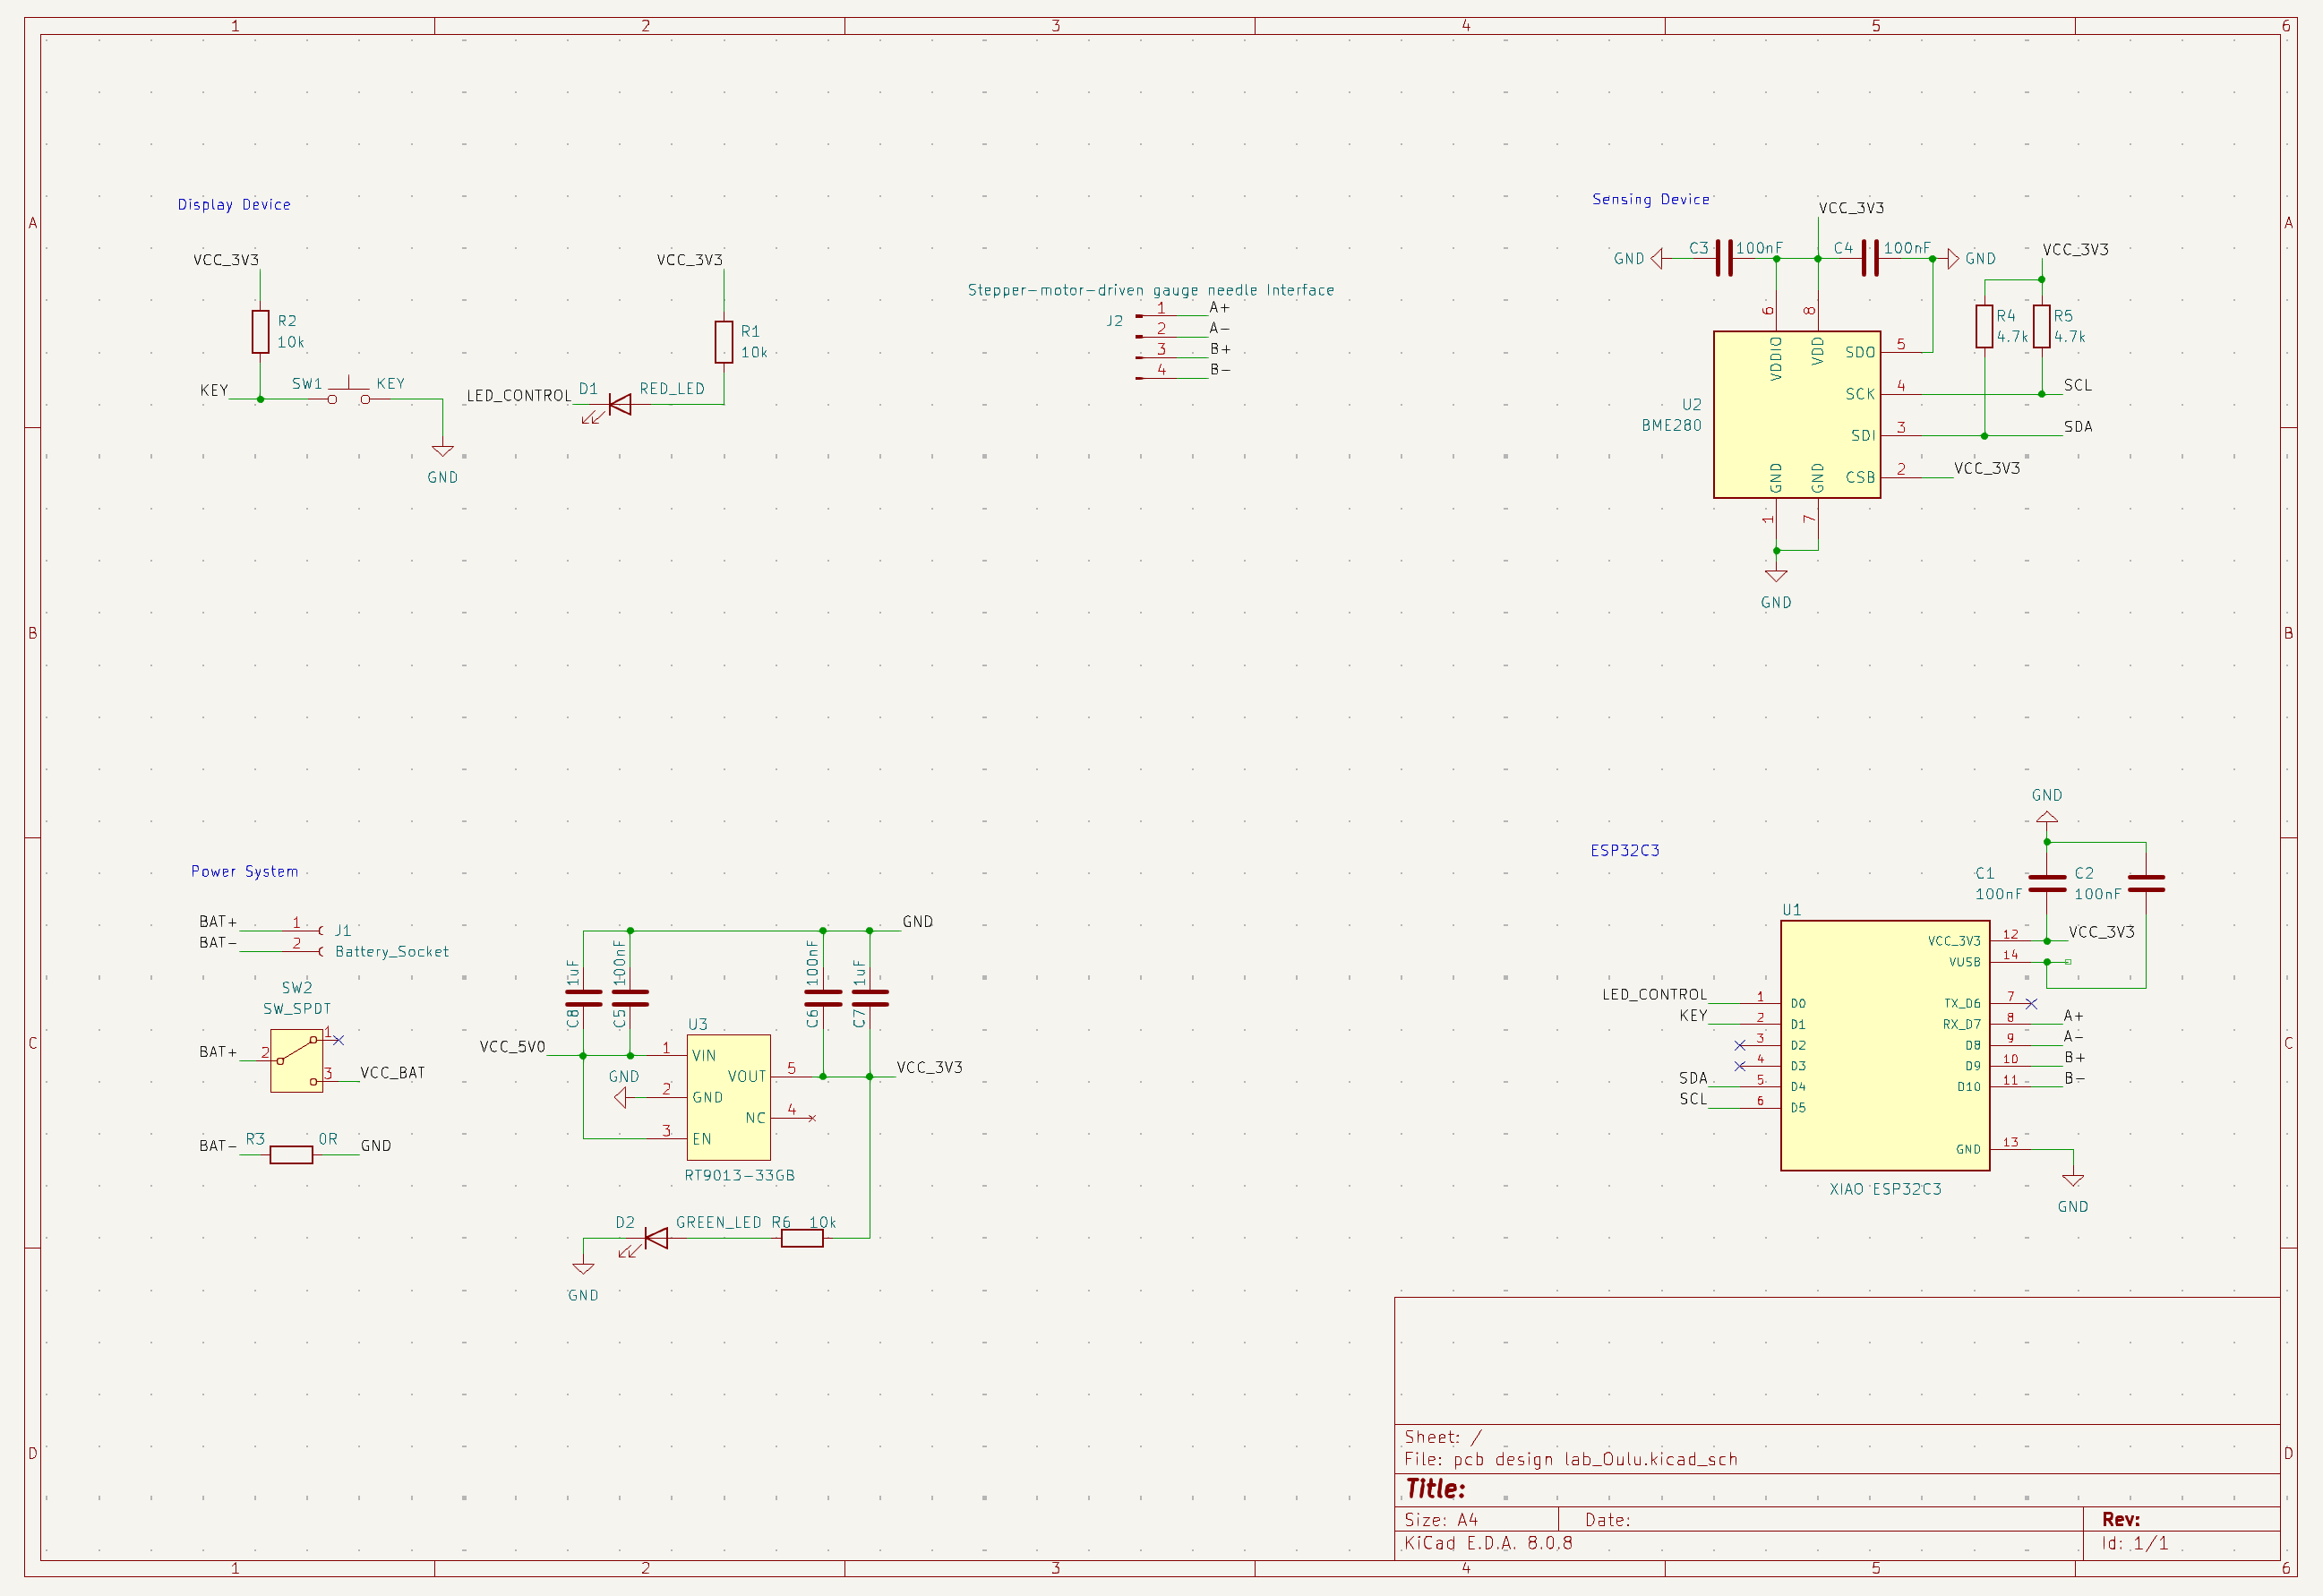 1 2 3 4 5 6
A A
B B
C C
D D
Display Device
VCC_3V3
R2
10k
KEY
SW1
KEY
GND
VCC_3V3
R1
10k
LED_CONTROL
D1
RED_LED
Stepper-motor-driven gauge needle Interface
J2
1 A+
2 A-
3 B+
4 B-
Sensing Device
VCC_3V3
GND
C3
100nF
C4
100nF
GND
VCC_3V3
R4
4.7k
R5
4.7k
6
8
VDDIO
VDD
SDO 5
SCK 4
SCL
SDI 3
SDA
CSB 2
VCC_3V3
U2
BME280
GND
GND
1
7
GND
Power System
BAT+ 1
J1
BAT- 2
Battery_Socket
SW2
SW_SPDT
1
BAT+ 2
3 VCC_BAT
BAT- R3 0R GND
GND
1uF
C8
100nF
C5
100nF
C6
1uF
C7
U3
VCC_5V0
1 VIN
GND
2 GND
3 EN
VOUT 5
VCC_3V3
NC 4
RT9013-33GB
D2
GREEN_LED
R6
10k
GND
ESP32C3
GND
C1
100nF
C2
100nF
U1
VCC_3V3 12 VCC_3V3
VUSB 14
LED_CONTROL 1 D0
KEY 2 D1
3 D2
4 D3
SDA 5 D4
SCL 6 D5
TX_D6 7
RX_D7 8 A+
D8 9 A-
D9 10 B+
D10 11 B-
GND 13
GND
XIAO ESP32C3
Sheet: /
File: pcb design lab_Oulu.kicad_sch
Title:
Size: A4 Date: Rev:
KiCad E.D.A. 8.0.8 Id: 1/1
1 2 3 4 5 6